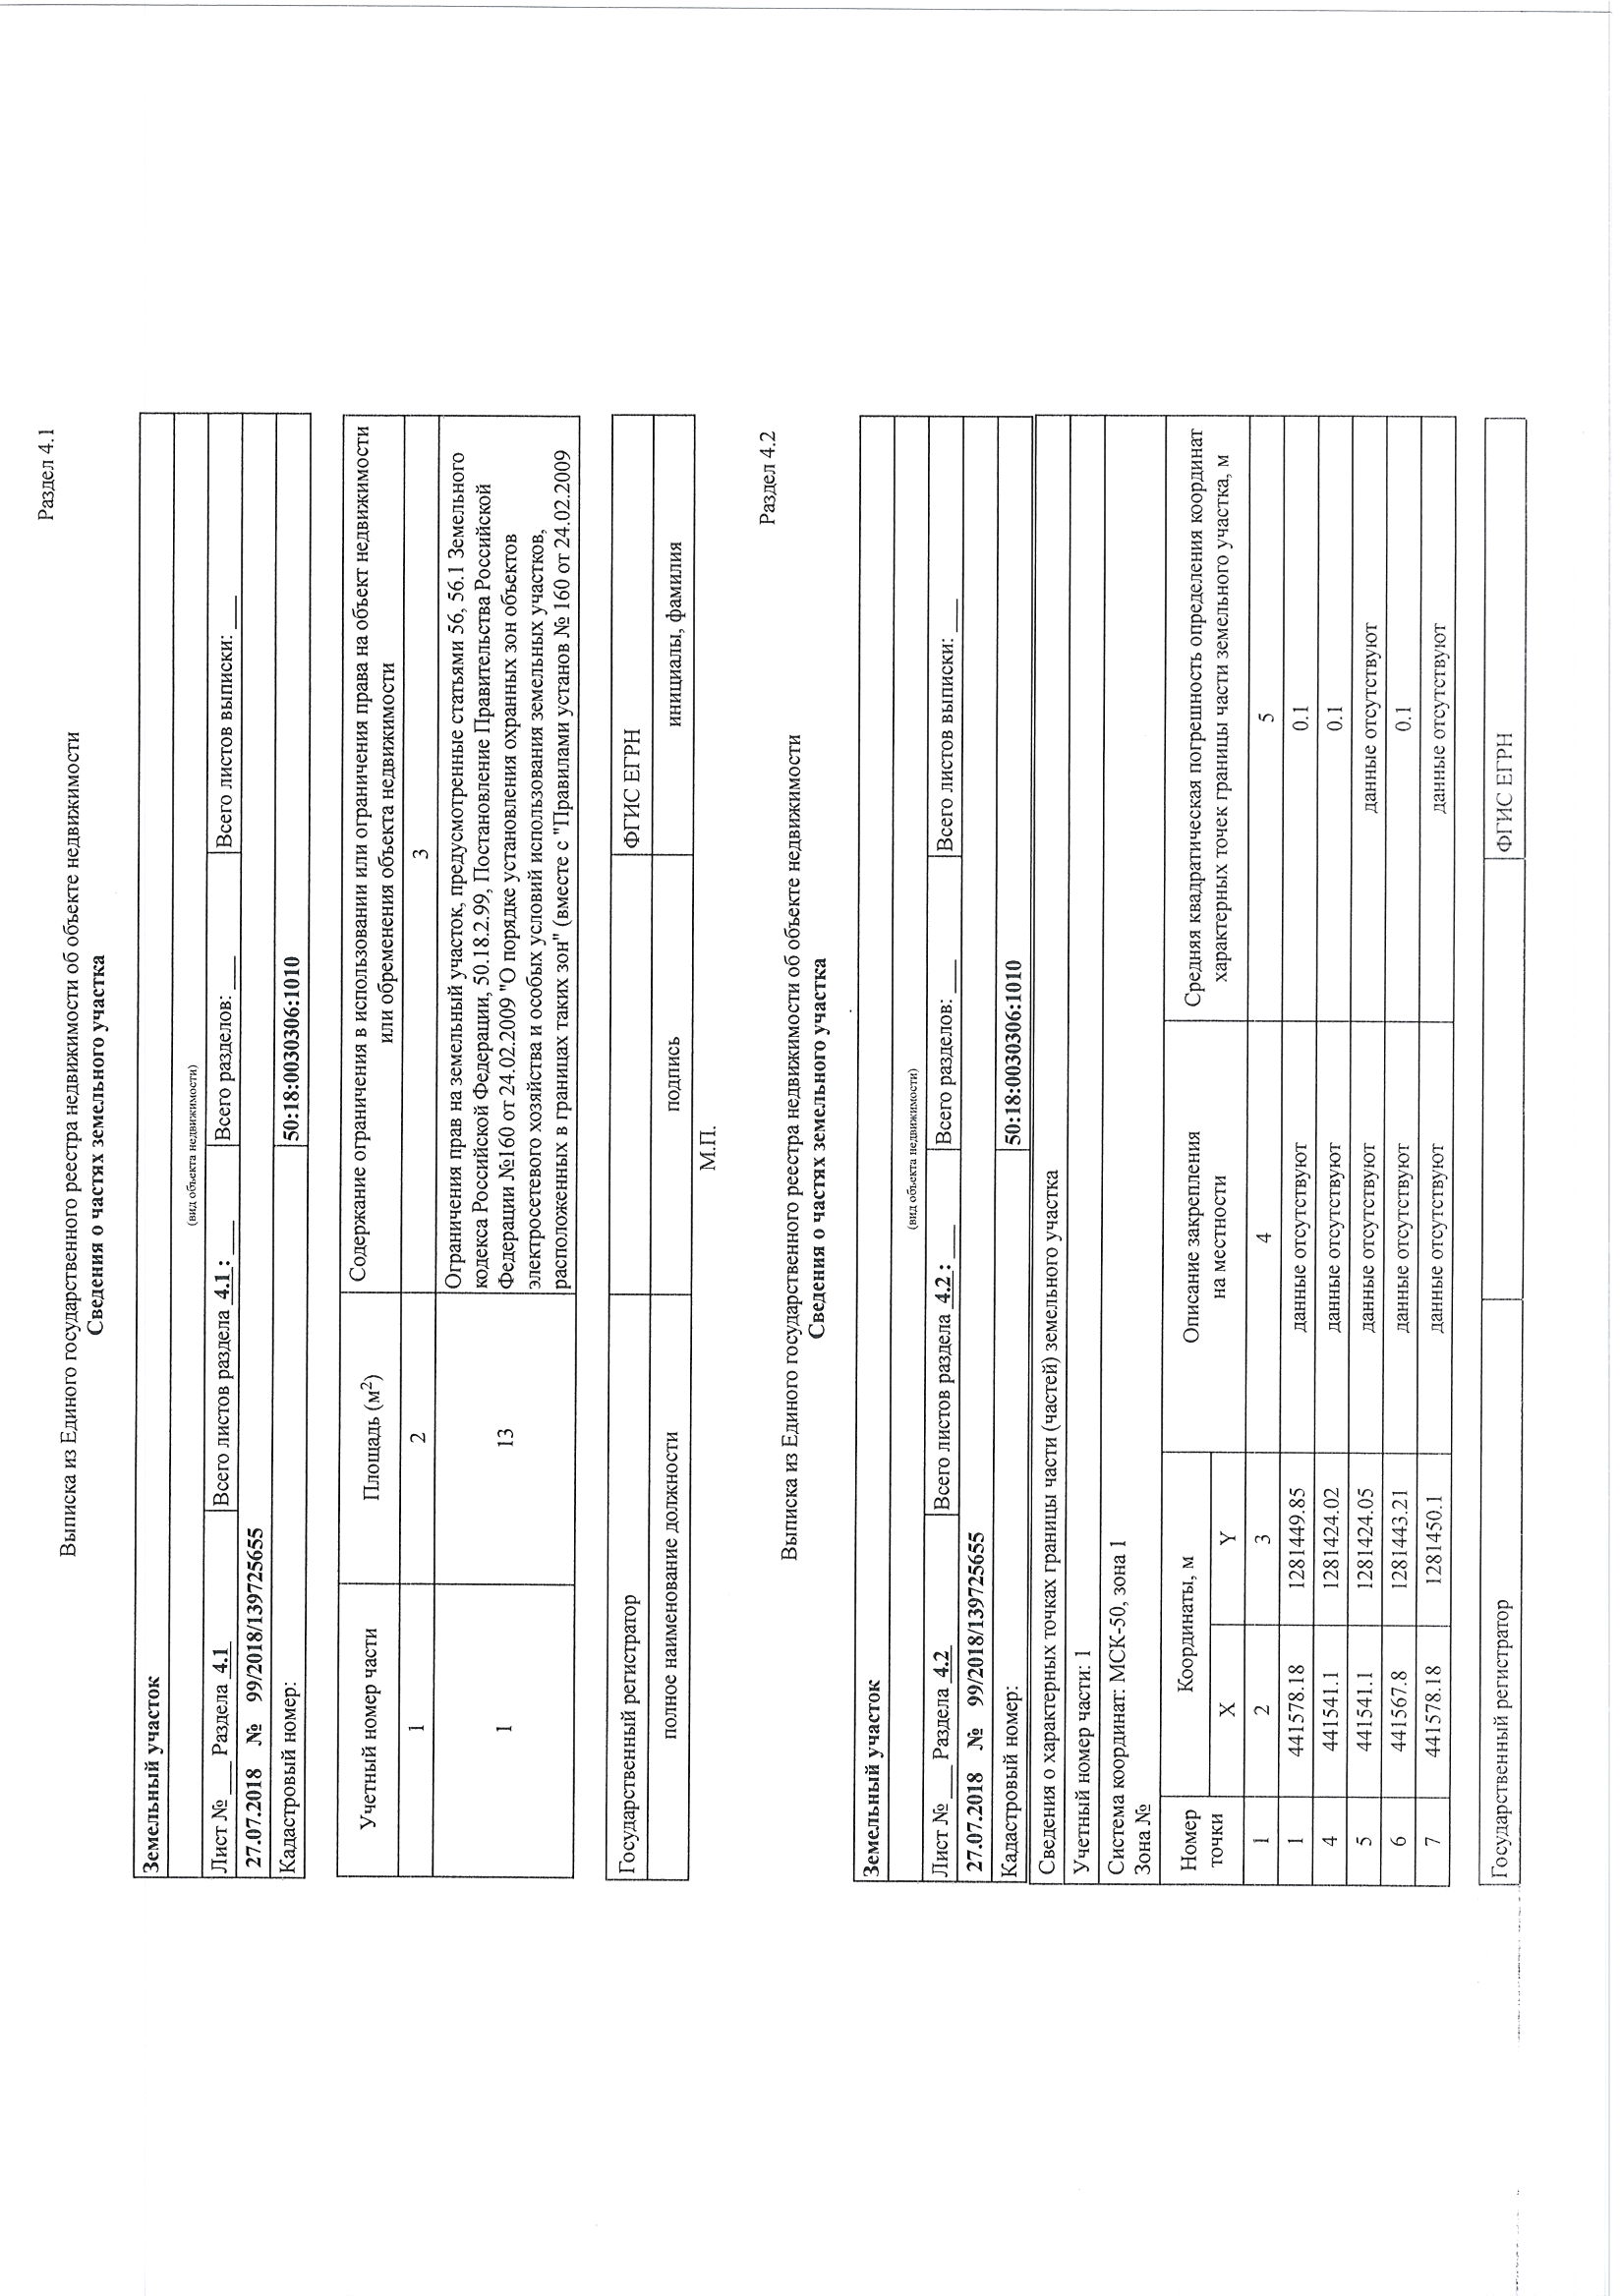 Раздел 4.1
Выписка из Единого государственного реестра недвижимости об объекте недвижимости
Сведения о частях земельного участка
Земельный участок
(вид объекта недвижимости)
Лист № ___ Раздела 4.1 Всего листов раздела 4.1 : ___ Всего разделов: ___ Всего листов выписки: ___
27.07.2018 № 99/2018/139725655
Кадастровый номер: 50:18:0030306:1010
Учетный номер части Площадь (м²) Содержание ограничения в использовании или ограничения права на объект недвижимости
или обременения объекта недвижимости
1 2 3
1 13 Ограничения прав на земельный участок, предусмотренные статьями 56, 56.1 Земельного
кодекса Российской Федерации, 50.18.2.99, Постановление Правительства Российской
Федерации №160 от 24.02.2009 "О порядке установления охранных зон объектов
электросетевого хозяйства и особых условий использования земельных участков,
расположенных в границах таких зон" (вместе с "Правилами установ № 160 от 24.02.2009
Государственный регистратор ФГИС ЕГРН
полное наименование должности подпись инициалы, фамилия
М.П.
Раздел 4.2
Выписка из Единого государственного реестра недвижимости об объекте недвижимости
Сведения о частях земельного участка
Земельный участок
(вид объекта недвижимости)
Лист № ___ Раздела 4.2 Всего листов раздела 4.2 : ___ Всего разделов: ___ Всего листов выписки: ___
27.07.2018 № 99/2018/139725655
Кадастровый номер: 50:18:0030306:1010
Сведения о характерных точках границы части (частей) земельного участка
Учетный номер части: 1
Система координат: МСК-50, зона 1
Зона №
Номер точки Координаты, м Описание закрепления на местности Средняя квадратическая погрешность определения координат характерных точек границы части земельного участка, м
X Y
1 2 3 4 5
1 441578.18 1281449.85 данные отсутствуют 0.1
4 441541.1 1281424.02 данные отсутствуют 0.1
5 441541.1 1281424.05 данные отсутствуют данные отсутствуют
6 441567.8 1281443.21 данные отсутствуют 0.1
7 441578.18 1281450.1 данные отсутствуют данные отсутствуют
Государственный регистратор ФГИС ЕГРН